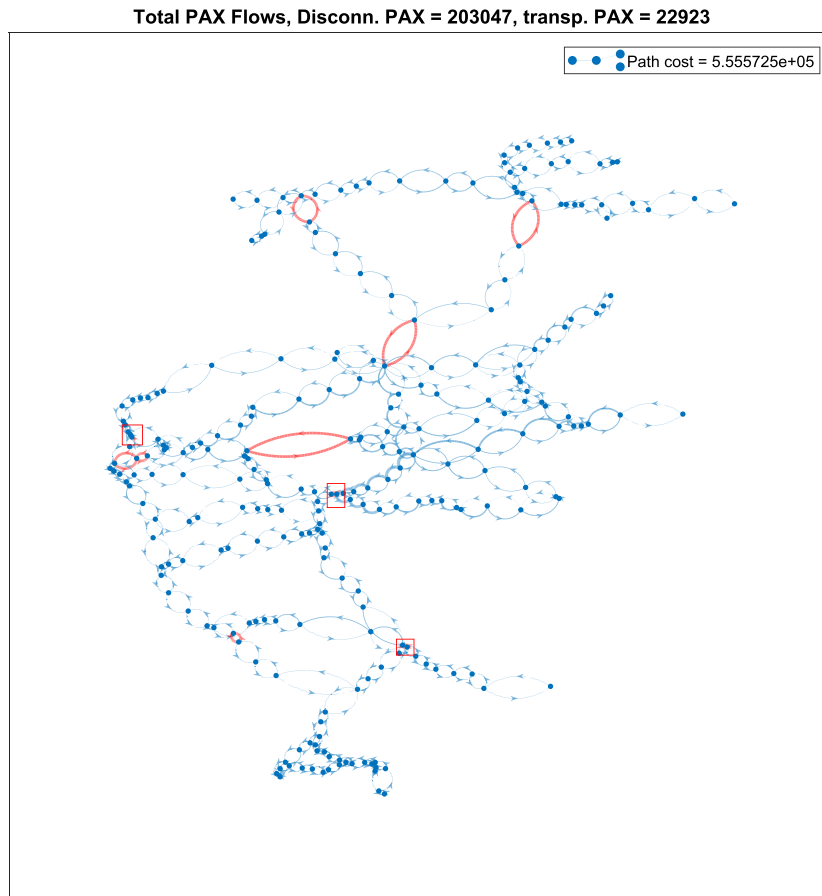 Total PAX Flows, Disconn. PAX = 203047, transp. PAX = 22923
Path cost = 5.555725e+05